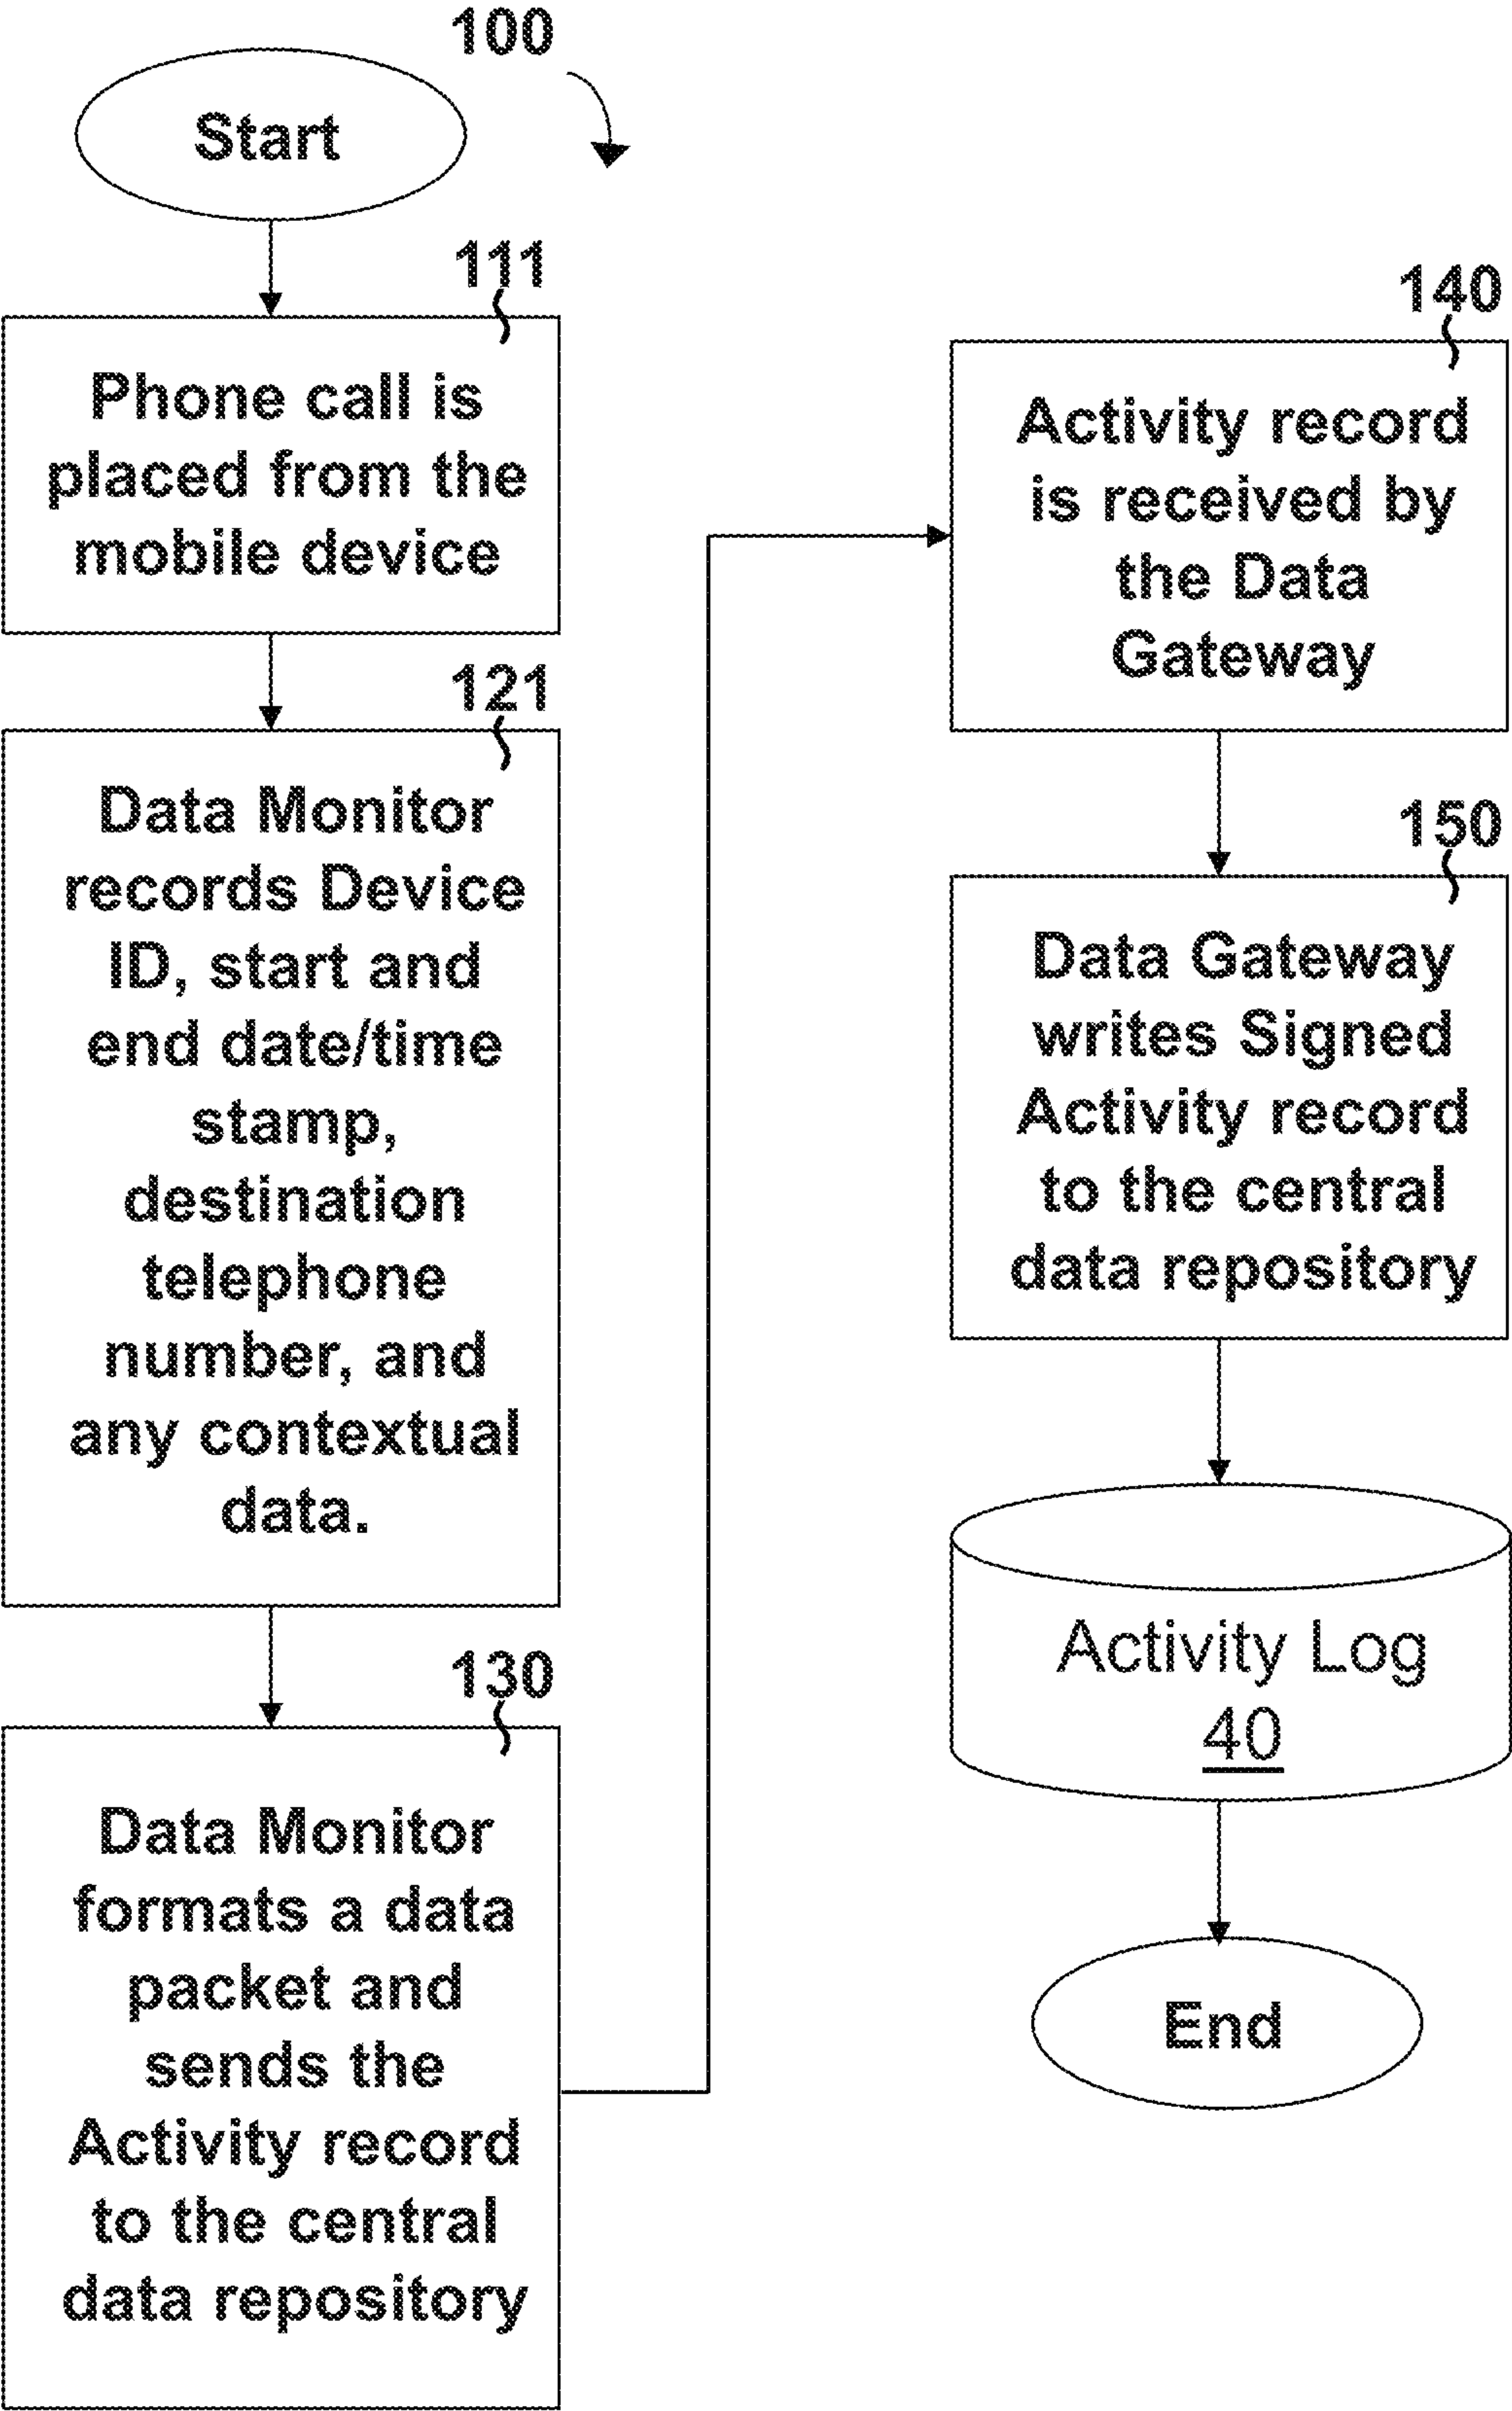 100
Start
111
Phone call is
placed from the
mobile device
121
Data Monitor
records Device
ID, start and
end date/time
stamp,
destination
telephone
number, and
any contextual
data.
130
Data Monitor
formats a data
packet and
sends the
Activity record
to the central
data repository
140
Activity record
is received by
the Data
Gateway
150
Data Gateway
writes Signed
Activity record
to the central
data repository
Activity Log
40
End